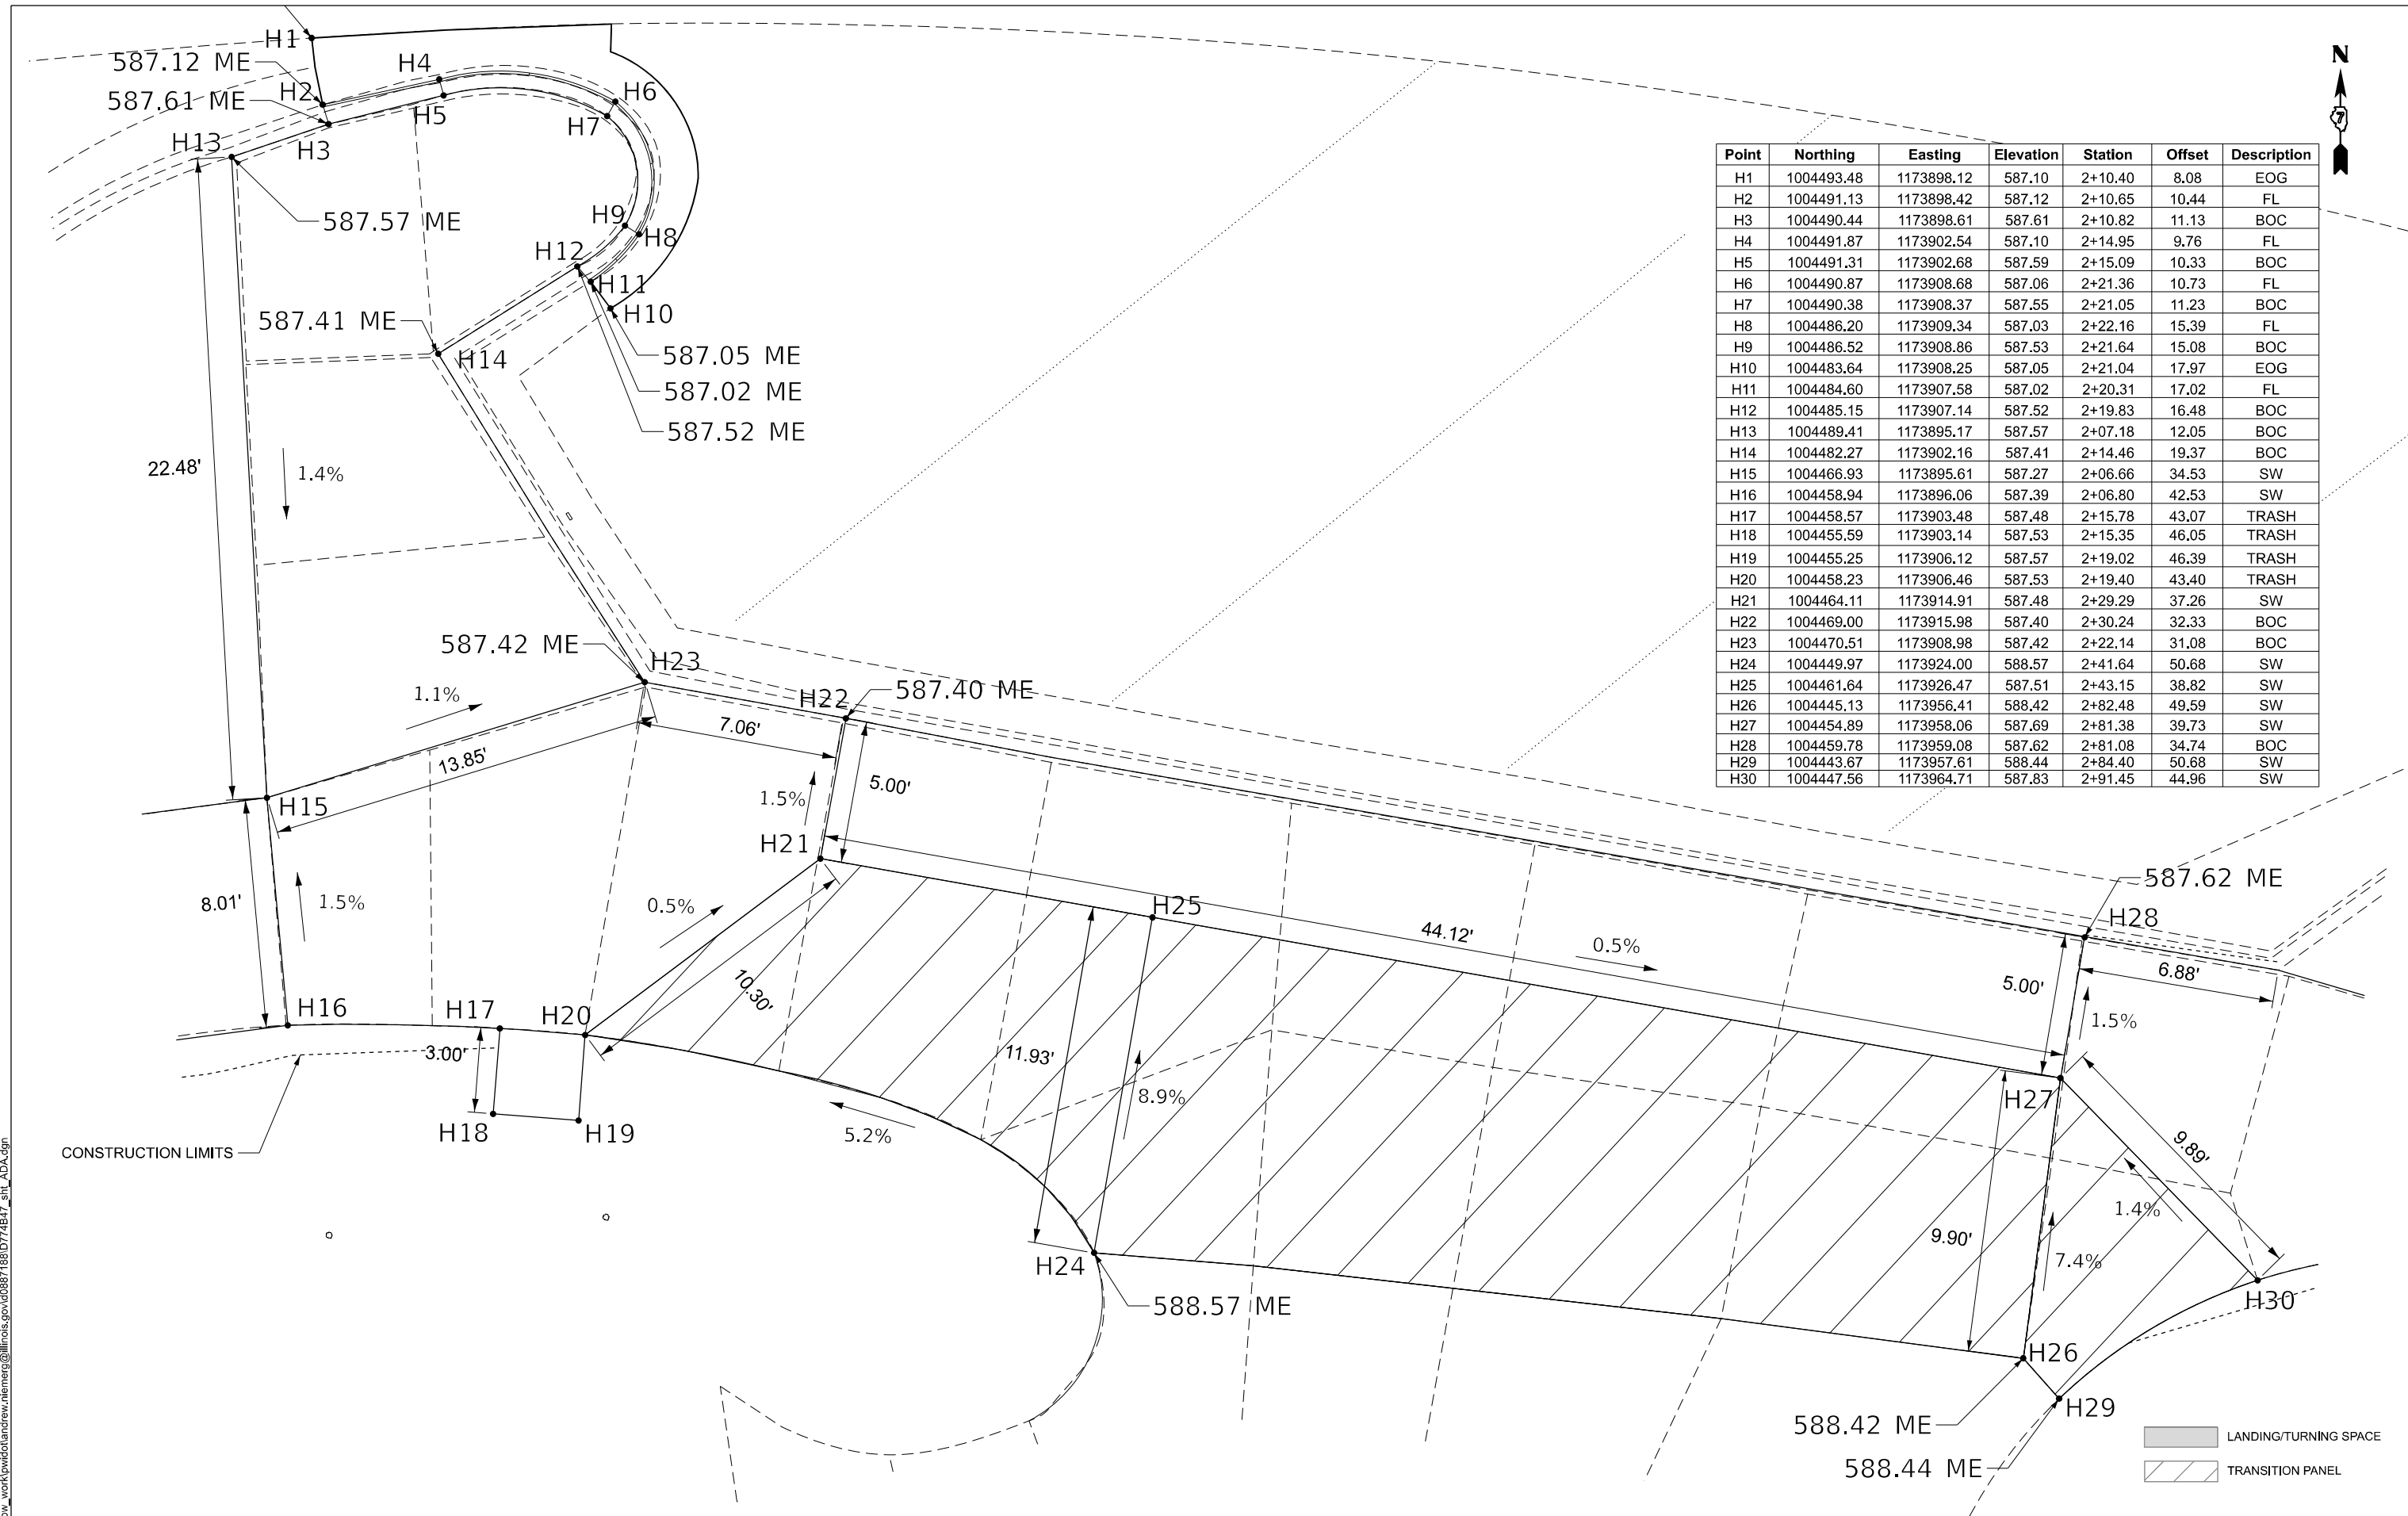 H1
587.12 ME
H4
H2
H6
587.61 ME
H5
H7
H13
H3
587.57 ME
H9
H8
H12
H11
H10
587.41 ME
H14
587.05 ME
587.02 ME
587.52 ME
22.48'
1.4%
N
7
Point Northing Easting Elevation Station Offset Description
H1 1004493.48 1173898.12 587.10 2+10.40 8.08 EOG
H2 1004491.13 1173898.42 587.12 2+10.65 10.44 FL
H3 1004490.44 1173898.61 587.61 2+10.82 11.13 BOC
H4 1004491.87 1173902.54 587.10 2+14.95 9.76 FL
H5 1004491.31 1173902.68 587.59 2+15.09 10.33 BOC
H6 1004490.87 1173908.68 587.06 2+21.36 10.73 FL
H7 1004490.38 1173908.37 587.55 2+21.05 11.23 BOC
H8 1004486.20 1173909.34 587.03 2+22.16 15.39 FL
H9 1004486.52 1173908.86 587.53 2+21.64 15.08 BOC
H10 1004483.64 1173908.25 587.05 2+21.04 17.97 EOG
H11 1004484.60 1173907.58 587.02 2+20.31 17.02 FL
H12 1004485.15 1173907.14 587.52 2+19.83 16.48 BOC
H13 1004489.41 1173895.17 587.57 2+07.18 12.05 BOC
H14 1004482.27 1173902.16 587.41 2+14.46 19.37 BOC
H15 1004466.93 1173895.61 587.27 2+06.66 34.53 SW
H16 1004458.94 1173896.06 587.39 2+06.80 42.53 SW
H17 1004458.57 1173903.48 587.48 2+15.78 43.07 TRASH
H18 1004455.59 1173903.14 587.53 2+15.35 46.05 TRASH
H19 1004455.25 1173906.12 587.57 2+19.02 46.39 TRASH
H20 1004458.23 1173906.46 587.53 2+19.40 43.40 TRASH
H21 1004464.11 1173914.91 587.48 2+29.29 37.26 SW
H22 1004469.00 1173915.98 587.40 2+30.24 32.33 BOC
H23 1004470.51 1173908.98 587.42 2+22.14 31.08 BOC
H24 1004449.97 1173924.00 588.57 2+41.64 50.68 SW
H25 1004461.64 1173926.47 587.51 2+43.15 38.82 SW
H26 1004445.13 1173956.41 588.42 2+82.48 49.59 SW
H27 1004454.89 1173958.06 587.69 2+81.38 39.73 SW
H28 1004459.78 1173959.08 587.62 2+81.08 34.74 BOC
H29 1004443.67 1173957.61 588.44 2+84.40 50.68 SW
H30 1004447.56 1173964.71 587.83 2+91.45 44.96 SW
587.42 ME
H23
587.40 ME
H22
1.1%
7.06'
13.85'
H15
1.5%
5.00'
H21
587.62 ME
H28
8.01'
1.5%
0.5%
H25
44.12'
0.5%
6.88'
5.00'
1.5%
10.30'
H16
H17
H20
3.00'
11.93'
8.9%
H27
H18
H19
5.2%
9.89'
CONSTRUCTION LIMITS
1.4%
9.90'
7.4%
H24
588.57 ME
H30
H26
H29
588.42 ME
588.44 ME
LANDING/TURNING SPACE
TRANSITION PANEL
pw_work\pwidot\andrew.niemerg@illinois.gov\d0887188\D774B47_sht_ADA.dgn